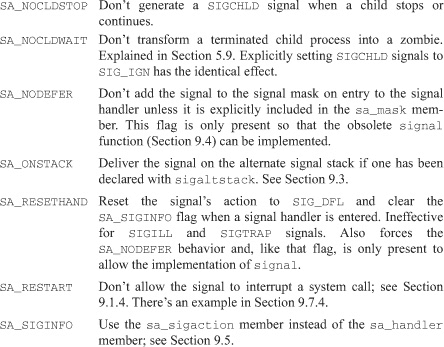 SA_NOCLDSTOP Don't generate a SIGCHLD signal when a child stops or
continues.
SA_NOCLDWAIT Don't transform a terminated child process into a zombie.
Explained in Section 5.9. Explicitly setting SIGCHLD signals to
SIG_IGN has the identical effect.
SA_NODEFER Don't add the signal to the signal mask on entry to the signal
handler unless it is explicitly included in the sa_mask mem-
ber. This flag is only present so that the obsolete signal
function (Section 9.4) can be implemented.
SA_ONSTACK Deliver the signal on the alternate signal stack if one has been
declared with sigaltstack. See Section 9.3.
SA_RESETHAND Reset the signal's action to SIG_DFL and clear the
SA_SIGINFO flag when a signal handler is entered. Ineffective
for SIGILL and SIGTRAP signals. Also forces the
SA_NODEFER behavior and, like that flag, is only present to
allow the implementation of signal.
SA_RESTART Don't allow the signal to interrupt a system call; see Section
9.1.4. There's an example in Section 9.7.4.
SA_SIGINFO Use the sa_sigaction member instead of the sa_handler
member; see Section 9.5.